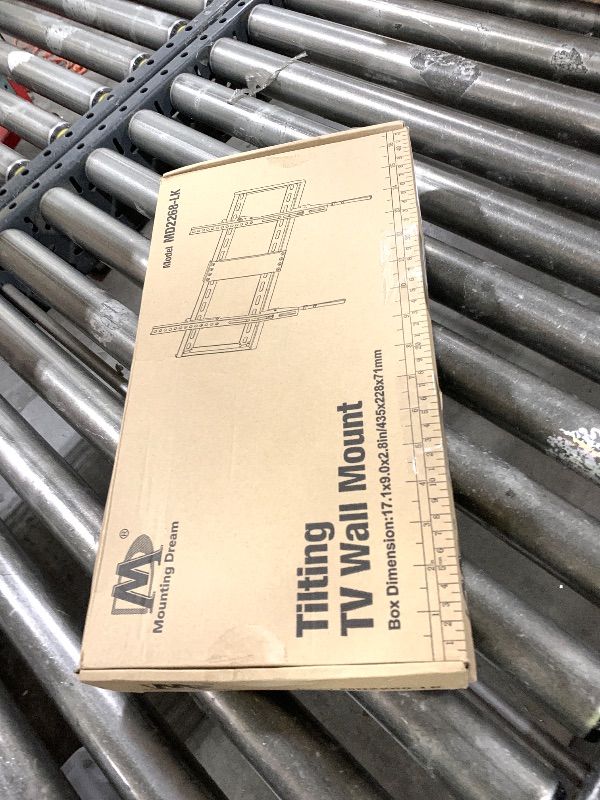 Model MD2268-LK
®
Mounting Dream
Tilting
TV Wall Mount
Box Dimension:17.1x9.0x2.8in/435x228x71mm